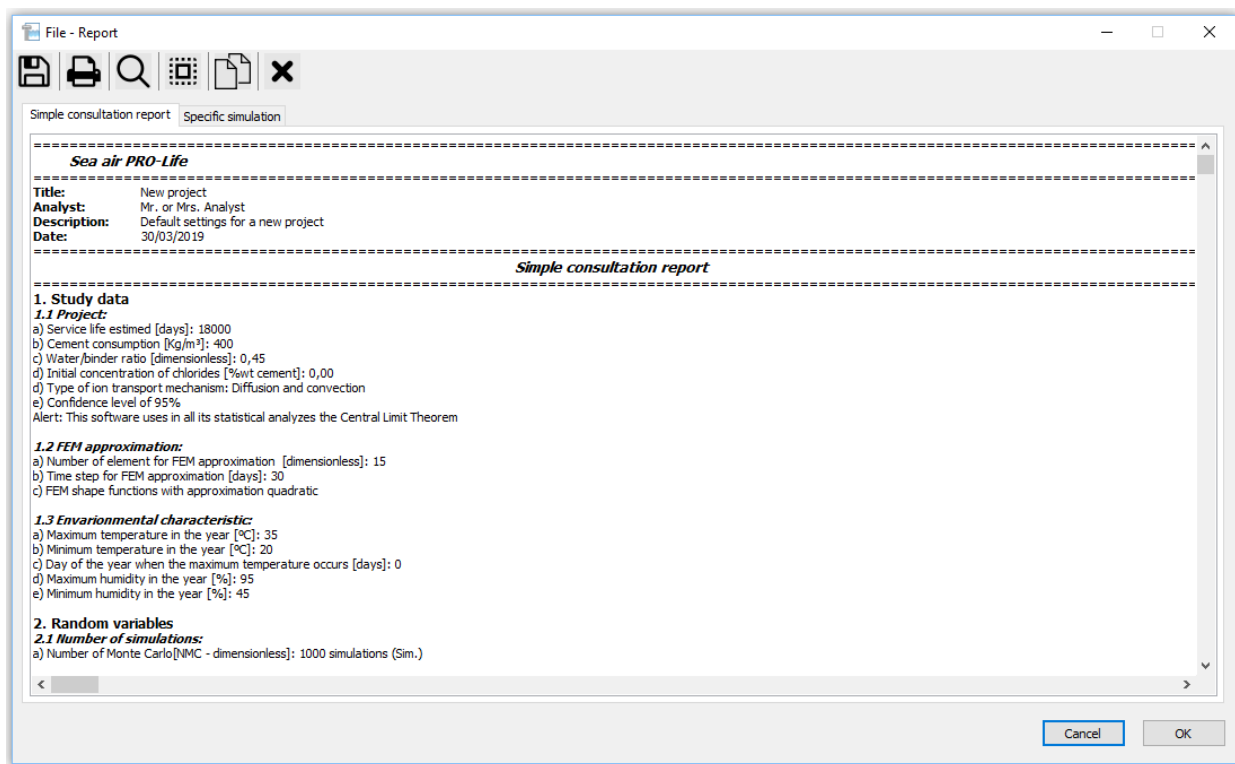 File - Report
Simple consultation report Specific simulation
==========================================================================================
Sea air PRO-Life
==========================================================================================
Title: New project
Analyst: Mr. or Mrs. Analyst
Description: Default settings for a new project
Date: 30/03/2019
==========================================================================================
Simple consultation report
==========================================================================================
1. Study data
1.1 Project:
a) Service life estimed [days]: 18000
b) Cement consumption [Kg/m³]: 400
c) Water/binder ratio [dimensionless]: 0,45
d) Initial concentration of chlorides [%wt cement]: 0,00
d) Type of ion transport mechanism: Diffusion and convection
e) Confidence level of 95%
Alert: This software uses in all its statistical analyzes the Central Limit Theorem
1.2 FEM approximation:
a) Number of element for FEM approximation [dimensionless]: 15
b) Time step for FEM approximation [days]: 30
c) FEM shape functions with approximation quadratic
1.3 Envarionmental characteristic:
a) Maximum temperature in the year [ºC]: 35
b) Minimum temperature in the year [ºC]: 20
c) Day of the year when the maximum temperature occurs [days]: 0
d) Maximum humidity in the year [%]: 95
e) Minimum humidity in the year [%]: 45
2. Random variables
2.1 Number of simulations:
a) Number of Monte Carlo[NMC - dimensionless]: 1000 simulations (Sim.)
Cancel OK